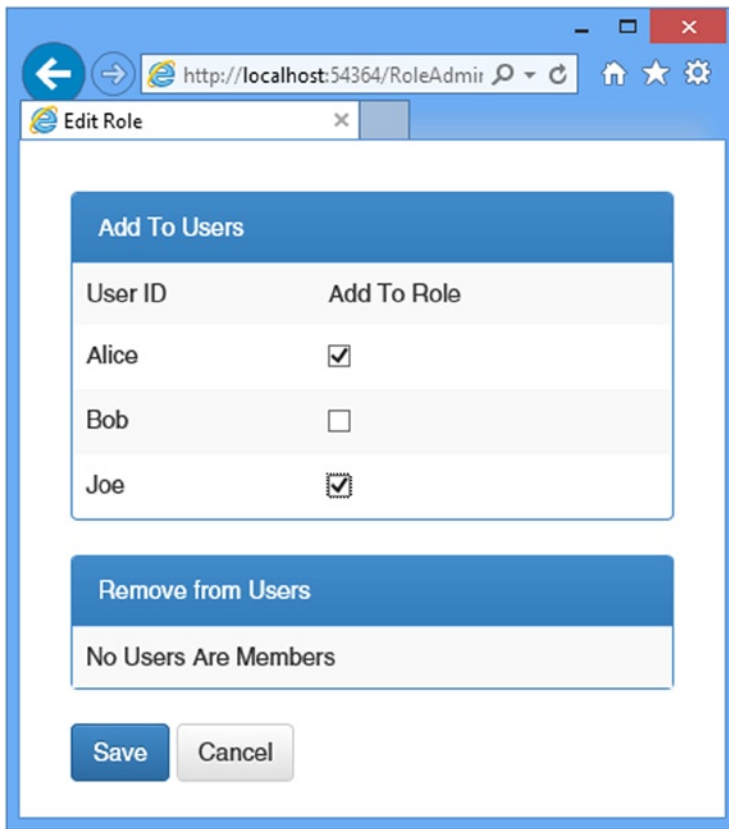 http://localhost:54364/RoleAdmir
Edit Role
Add To Users
User ID Add To Role
Alice
Bob
Joe
Remove from Users
No Users Are Members
Save Cancel